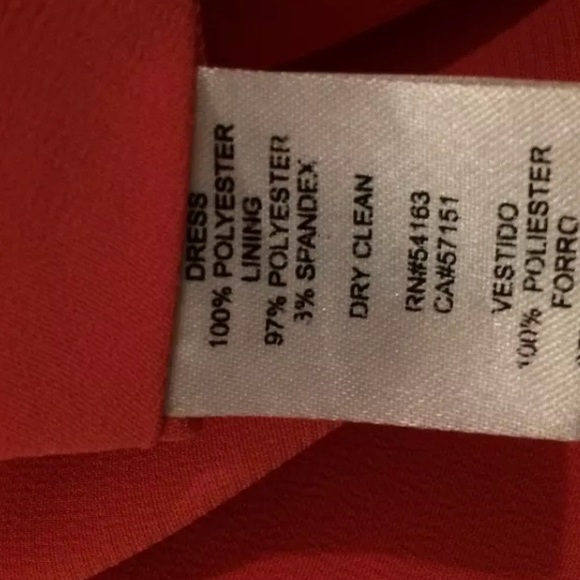 DRESS
100% POLYESTER
LINING
97% POLYESTER
3% SPANDEX
DRY CLEAN
RN#54163
CA#57151
VESTIDO
100% POLIESTER
FORRO